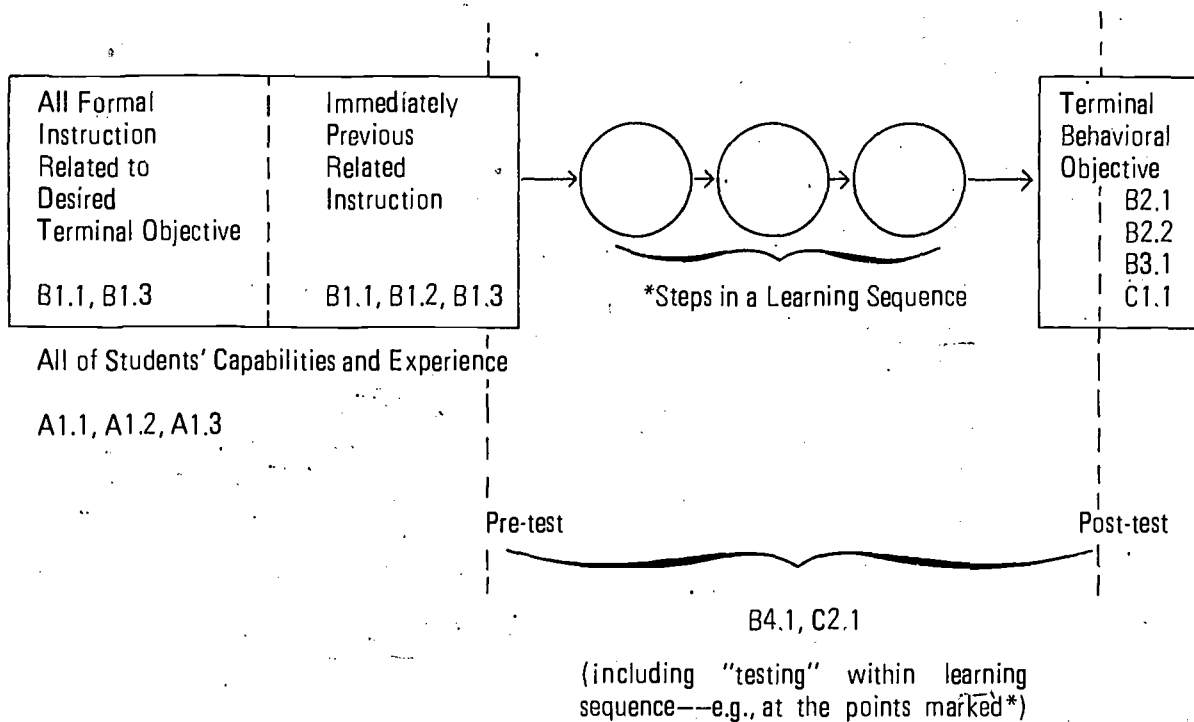 All Formal
Instruction
Related to
Desired
Terminal Objective
B1.1, B1.3
Immediately
Previous
Related
Instruction
B1.1, B1.2, B1.3
*Steps in a Learning Sequence
Terminal
Behavioral
Objective
B2.1
B2.2
B3.1
C1.1
All of Students' Capabilities and Experience
A1.1, A1.2, A1.3
Pre-test
Post-test
B4.1, C2.1
(including "testing" within learning
sequence--e.g., at the points marked*)